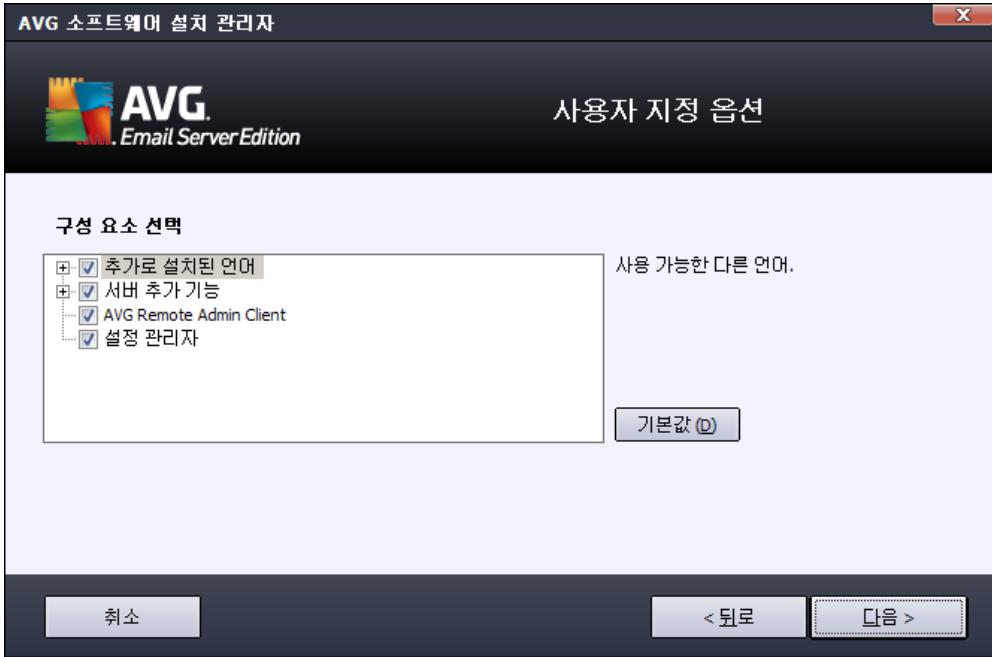 AVG 소프트웨어 설치 관리자
X
AVG.
Email Server Edition
사용자 지정 옵션
구성 요소 선택
추가로 설치된 언어
서버 추가 기능
AVG Remote Admin Client
설정 관리자
사용 가능한 다른 언어.
기본값 (D)
취소
< 뒤로
다음 >